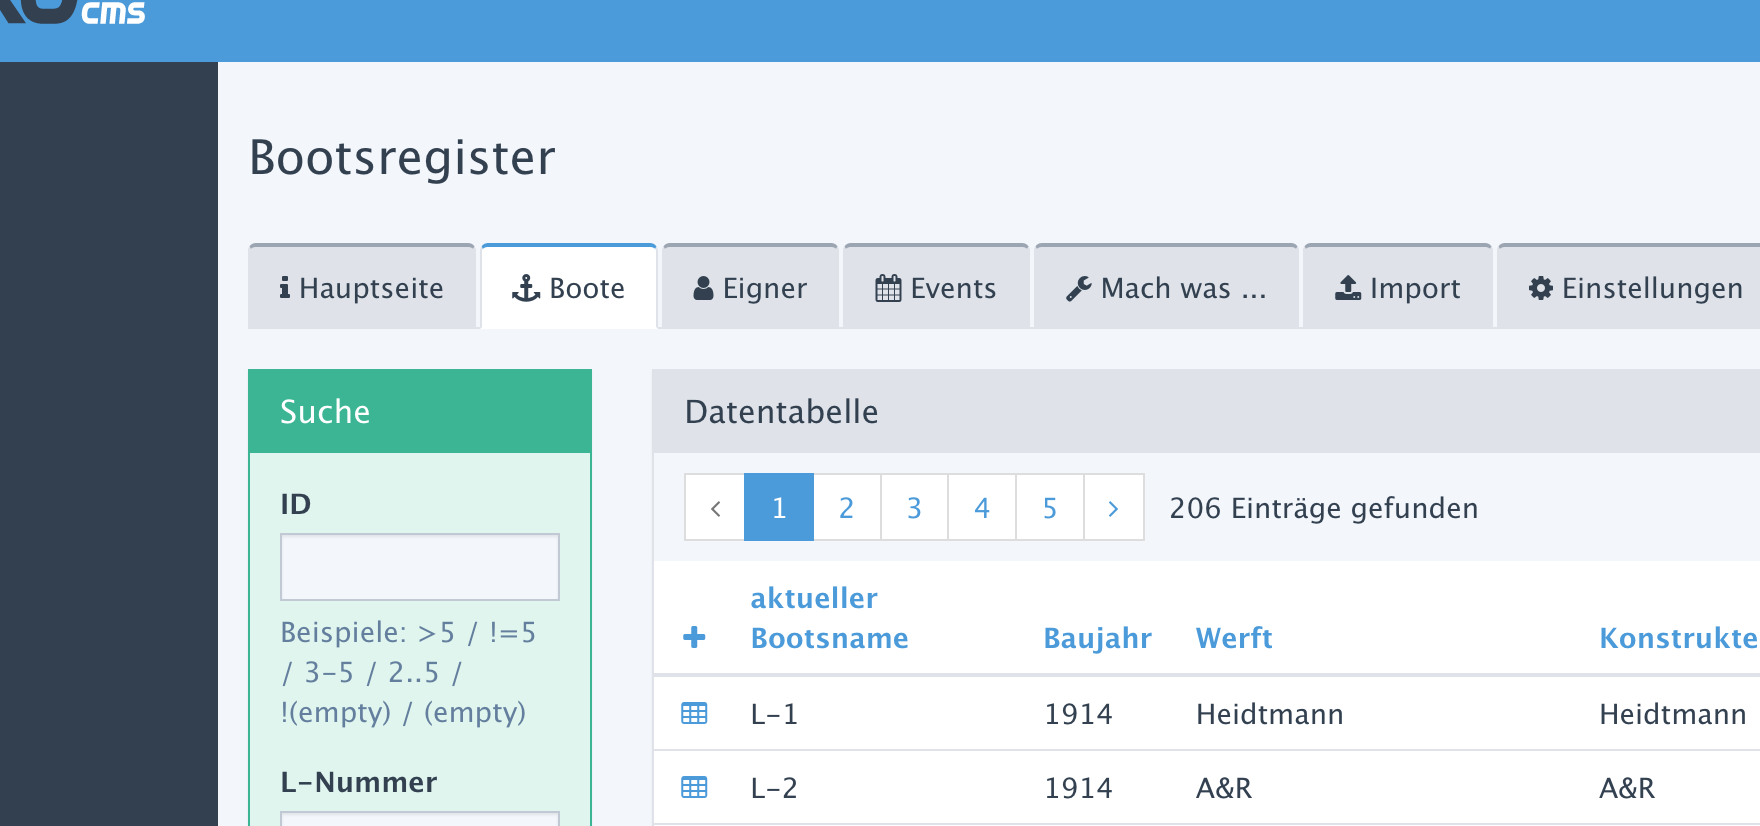 cms
Bootsregister
Hauptseite
Boote
Eigner
Events
Mach was ...
Import
Einstellungen
Suche
ID
Beispiele: >5 / !=5
/ 3-5 / 2..5 /
!(empty) / (empty)
L-Nummer
Datentabelle
‹ 1 2 3 4 5 › 206 Einträge gefunden
aktueller
Bootsname Baujahr Werft Konstrukte
L-1 1914 Heidtmann Heidtmann
L-2 1914 A&R A&R